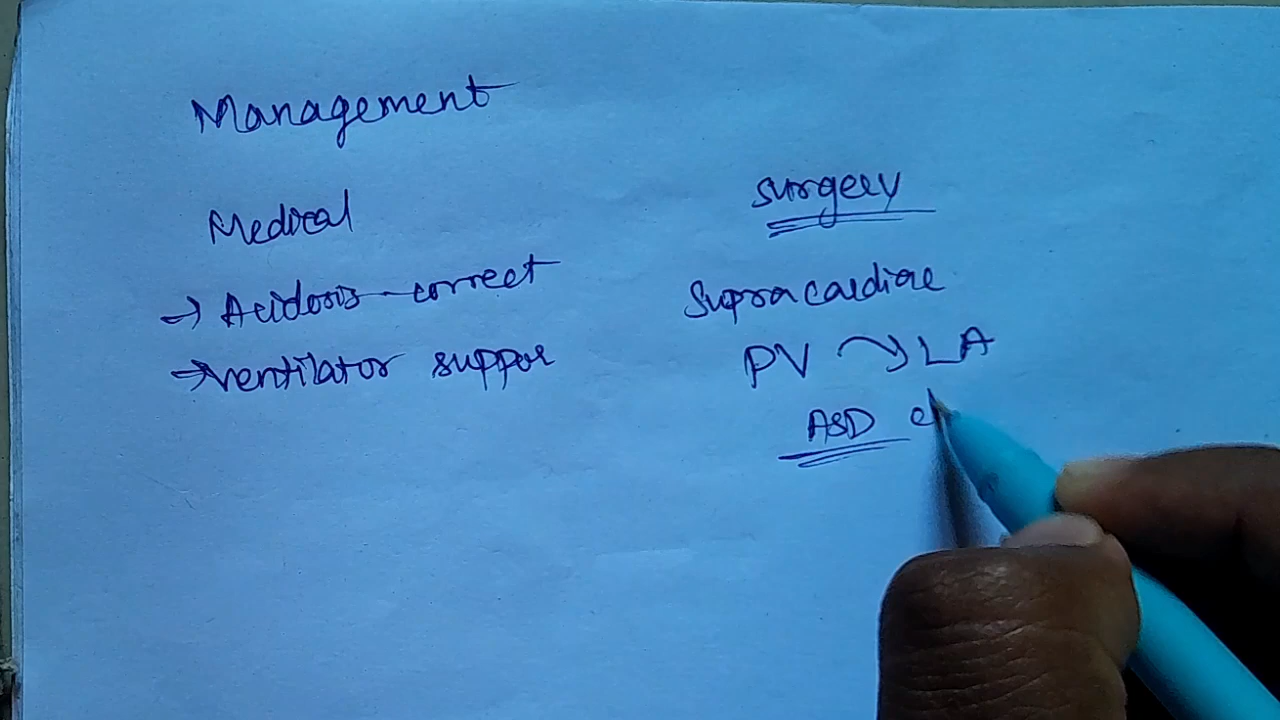 Management
Medical
→ Acidosis - correct
→ ventilator suppor
surgery
Supracardiac
PV → LA
ASD c